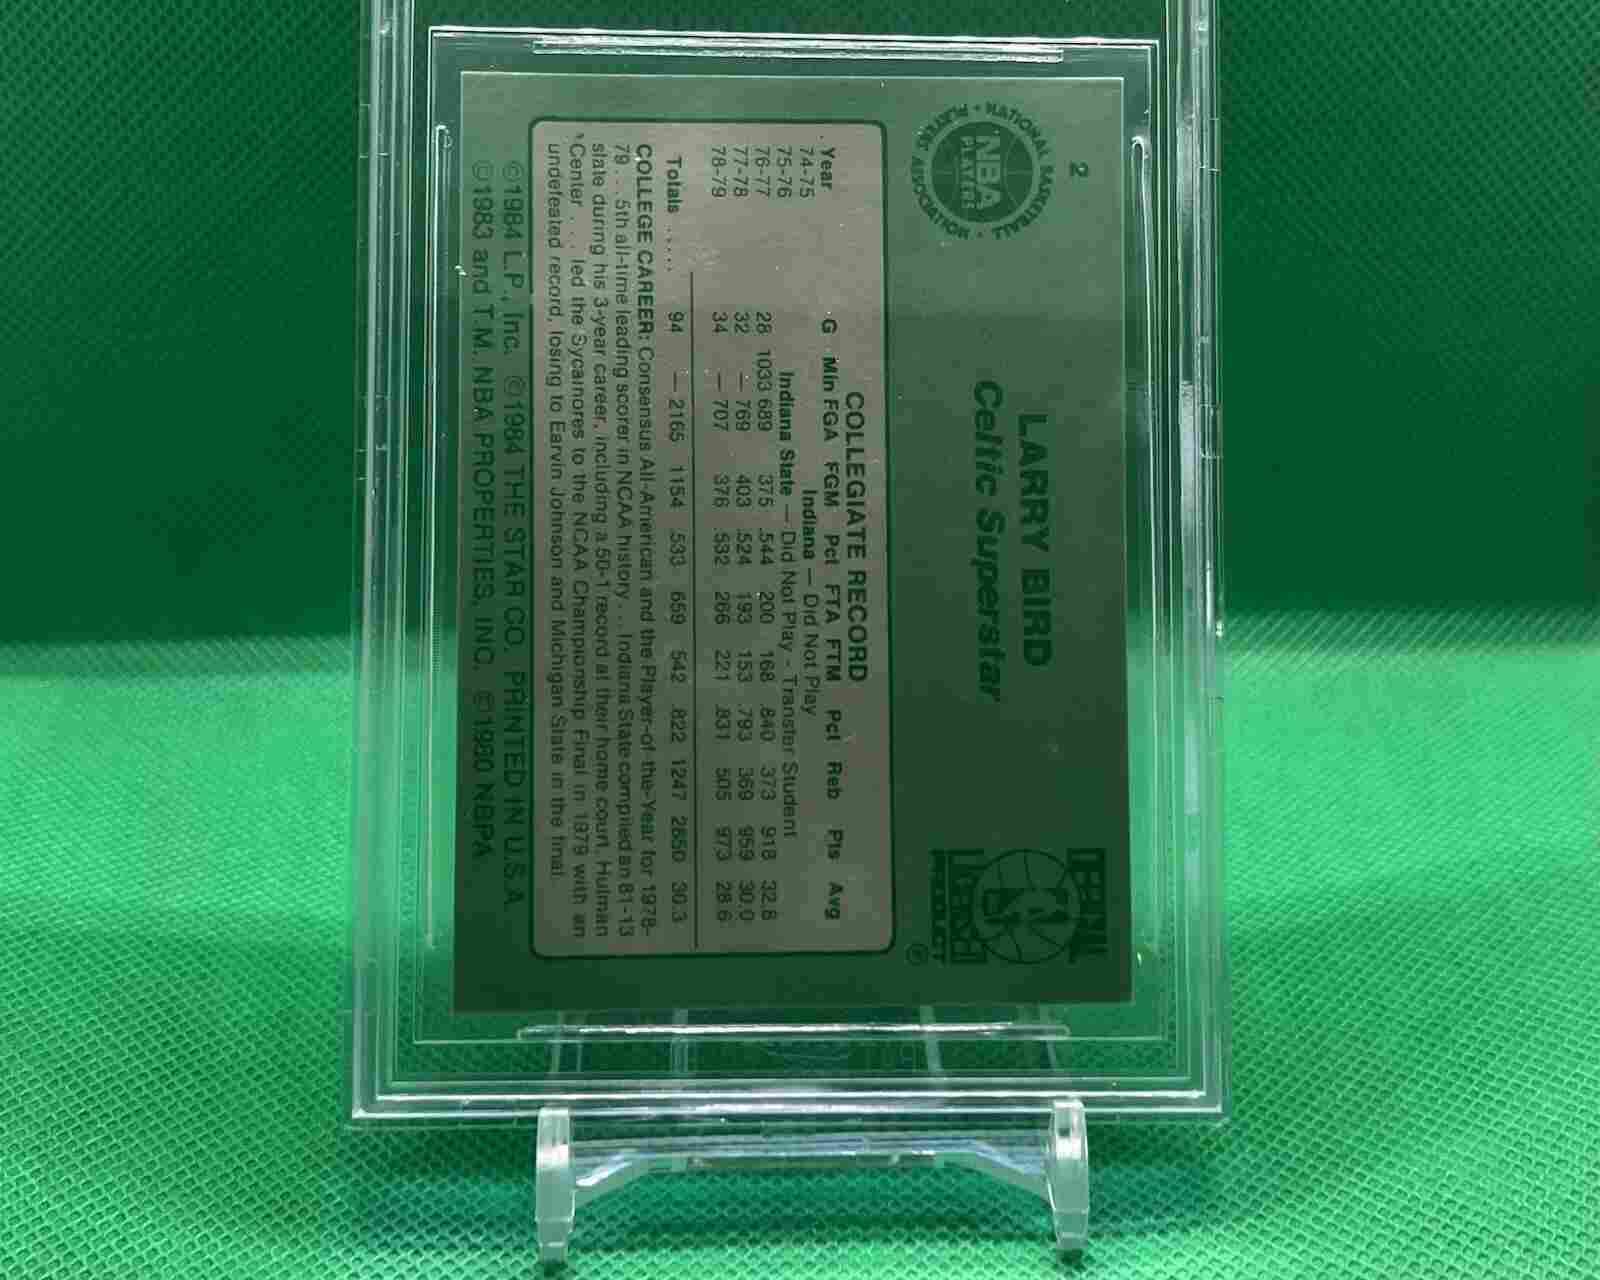 2
NATIONAL BASKETBALL PLAYERS ASSOCIATION
NBA
PLAYERS
LARRY BIRD
Celtic Superstar
PRODUCT
®
COLLEGIATE RECORD
Year G Min FGA FGM Pct FTA FTM Pct Reb Pts Avg
74-75 Indiana — Did Not Play
75-76 Indiana State — Did Not Play - Transfer Student
76-77 28 1033 689 375 .544 200 168 .840 373 918 32.8
77-78 32 — 769 403 .524 193 153 .793 369 959 30.0
78-79 34 — 707 376 .532 266 221 .831 505 973 28.6
Totals ..... 94 — 2165 1154 .533 659 542 .822 1247 2850 30.3
COLLEGE CAREER: Consensus All-American and the Player-of the-Year for 1978-
79 . . . 5th all-time leading scorer in NCAA history . . . Indiana State compiled an 81-13
slate during his 3-year career, including a 50-1 record at their home court, Hulman
Center . . . led the Sycamores to the NCAA Championship Final in 1979 with an
undefeated record, losing to Earvin Johnson and Michigan State in the final.
©1984 L.P., Inc. ©1984 THE STAR CO. PRINTED IN U.S.A
©1983 and T.M. NBA PROPERTIES, INC. ©1980 NBPA